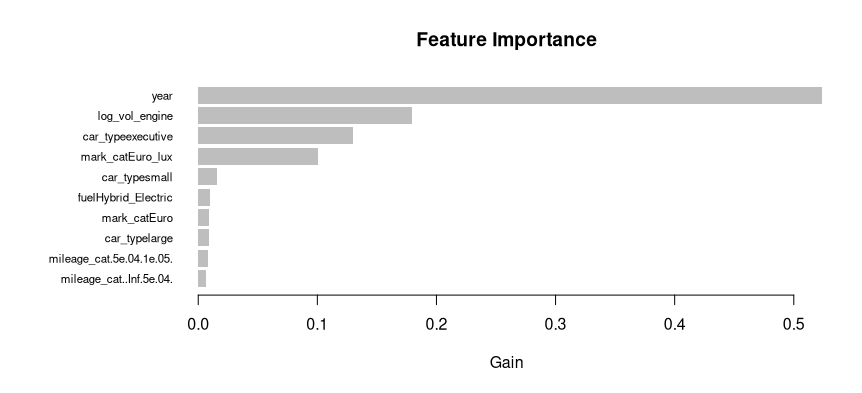 Feature Importance
year
log_vol_engine
car_typeexecutive
mark_catEuro_lux
car_typesmall
fuelHybrid_Electric
mark_catEuro
car_typelarge
mileage_cat.5e.04.1e.05.
mileage_cat..Inf.5e.04.
0.0 0.1 0.2 0.3 0.4 0.5
Gain